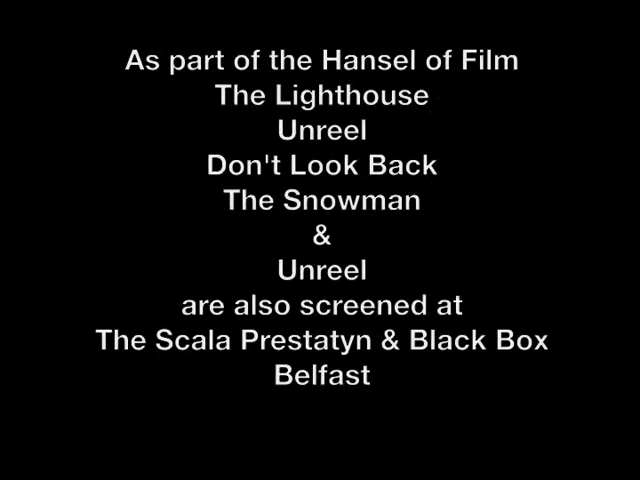 As part of the Hansel of Film
The Lighthouse
Unreel
Don't Look Back
The Snowman
&
Unreel
are also screened at
The Scala Prestatyn & Black Box
Belfast